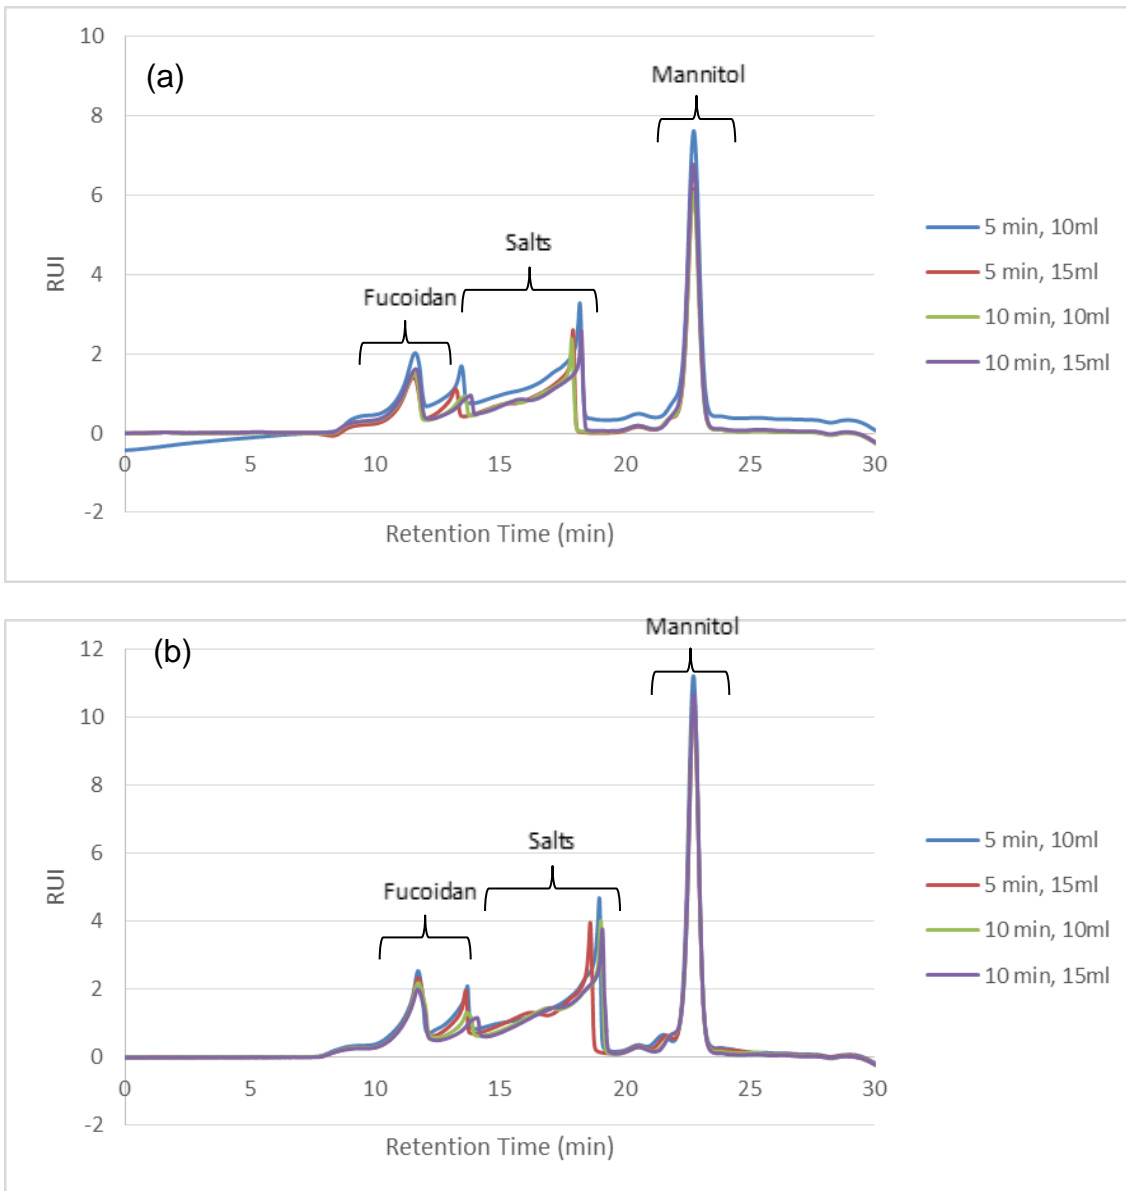 (a)
Mannitol
Salts
Fucoidan
10
8
6
4
2
0
-2
RUI
0 5 10 15 20 25 30
Retention Time (min)
5 min, 10ml
5 min, 15ml
10 min, 10ml
10 min, 15ml
(b)
Mannitol
Salts
Fucoidan
12
10
8
6
4
2
0
-2
RUI
0 5 10 15 20 25 30
Retention Time (min)
5 min, 10ml
5 min, 15ml
10 min, 10ml
10 min, 15ml